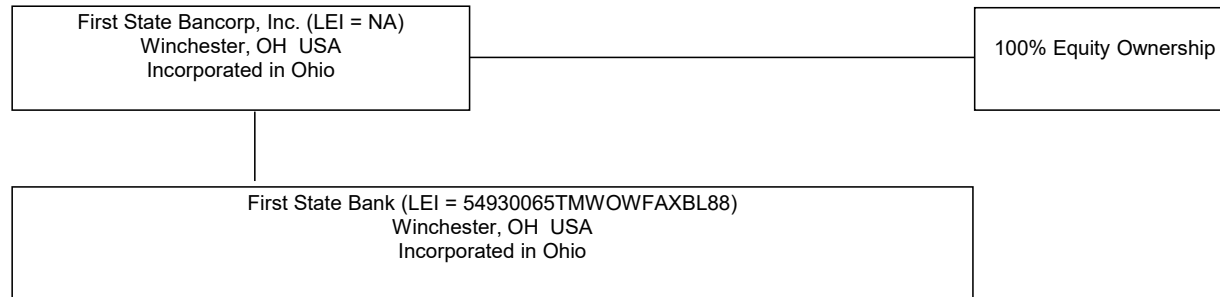 First State Bancorp, Inc. (LEI = NA)
Winchester, OH  USA
Incorporated in Ohio
100% Equity Ownership
First State Bank (LEI = 54930065TMWOWFAXBL88)
Winchester, OH  USA
Incorporated in Ohio